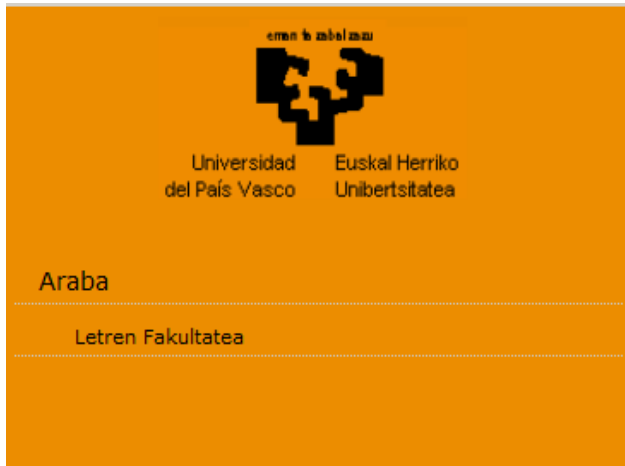 eman ta zabal zazu
Universidad Euskal Herriko
del País Vasco Unibertsitatea
Araba
Letren Fakultatea